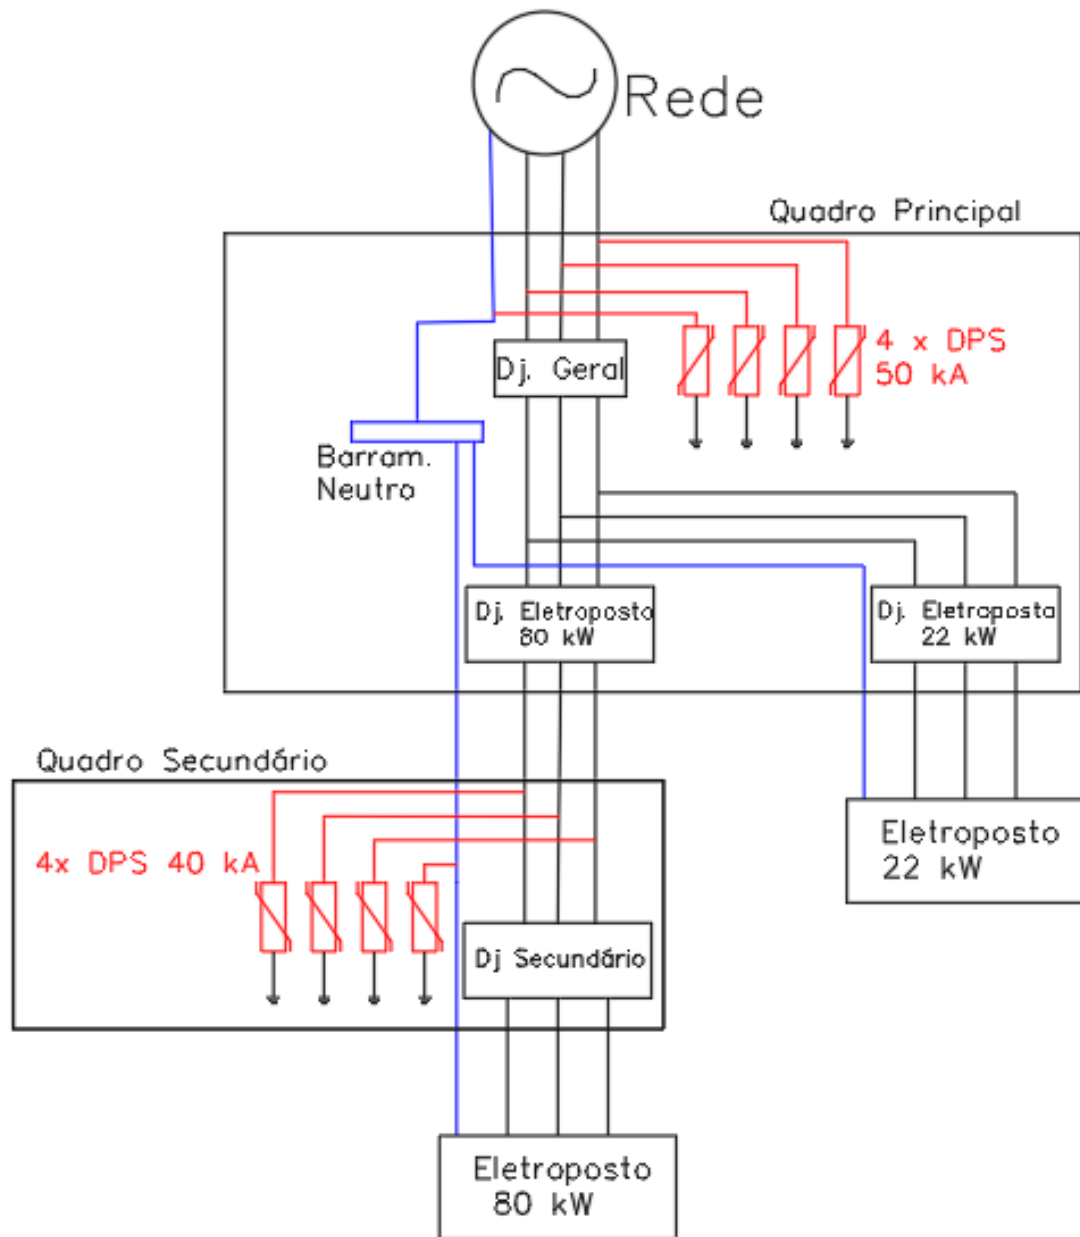 Rede
Quadro Principal
4 x DPS
50 kA
Dj. Geral
Barram.
Neutro
Dj. Eletroposto
80 kW
Dj. Eletroposto
22 kW
Quadro Secundário
4x DPS 40 kA
Eletroposto
22 kW
Dj Secundário
Eletroposto
80 kW